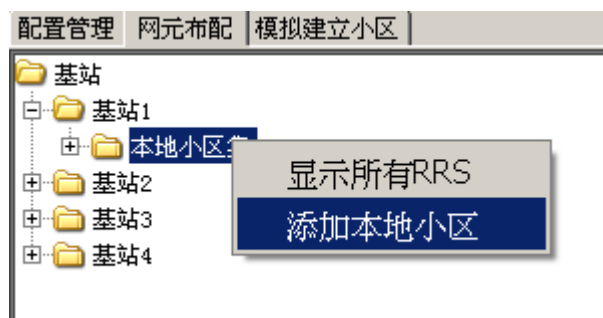 配置管理 网元布配 模拟建立小区
基站
基站1
本地小区集
显示所有RRS
添加本地小区
基站2
基站3
基站4